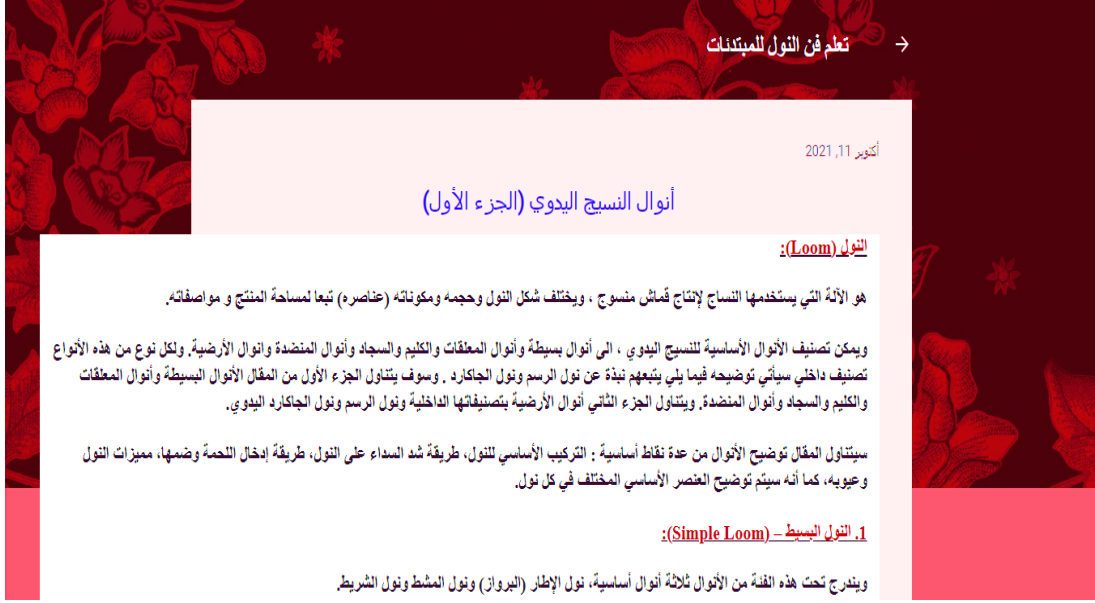 تعلم فن النول للمبتدئات
أكتوبر 11, 2021
أنوال النسيج اليدوي (الجزء الأول)
النول (Loom):
هو الآلة التي يستخدمها النساج لإنتاج قماش منسوج ، ويختلف شكل النول وحجمه ومكوناته (عناصره) تبعا لمساحة المنتج و مواصفاته.
ويمكن تصنيف الأنوال الأساسية للنسيج اليدوي ، الى أنوال بسيطة وأنوال المعلقات والكليم والسجاد وأنوال المنضدة وانوال الأرضية. ولكل نوع من هذه الأنواع
تصنيف داخلي سيأتي توضيحه فيما يلي يتبعهم نبذة عن نول الرسم ونول الجاكارد . وسوف يتناول الجزء الأول من المقال الأنوال البسيطة وأنوال المعلقات
والكليم والسجاد وأنوال المنضدة. ويتناول الجزء الثاني أنوال الأرضية بتصنيفاتها الداخلية ونول الرسم ونول الجاكارد اليدوي.
سيتناول المقال توضيح الأنوال من عدة نقاط أساسية : التركيب الأساسي للنول، طريقة شد السداء على النول، طريقة إدخال اللحمة وضمها، مميزات النول
وعيوبه، كما أنه سيتم توضيح العنصر الأساسي المختلف في كل نول.
1. النول البسيط – (Simple Loom):
ويندرج تحت هذه الفئة من الأنوال ثلاثة أنوال أساسية، نول الإطار (البرواز) ونول المشط ونول الشريط.